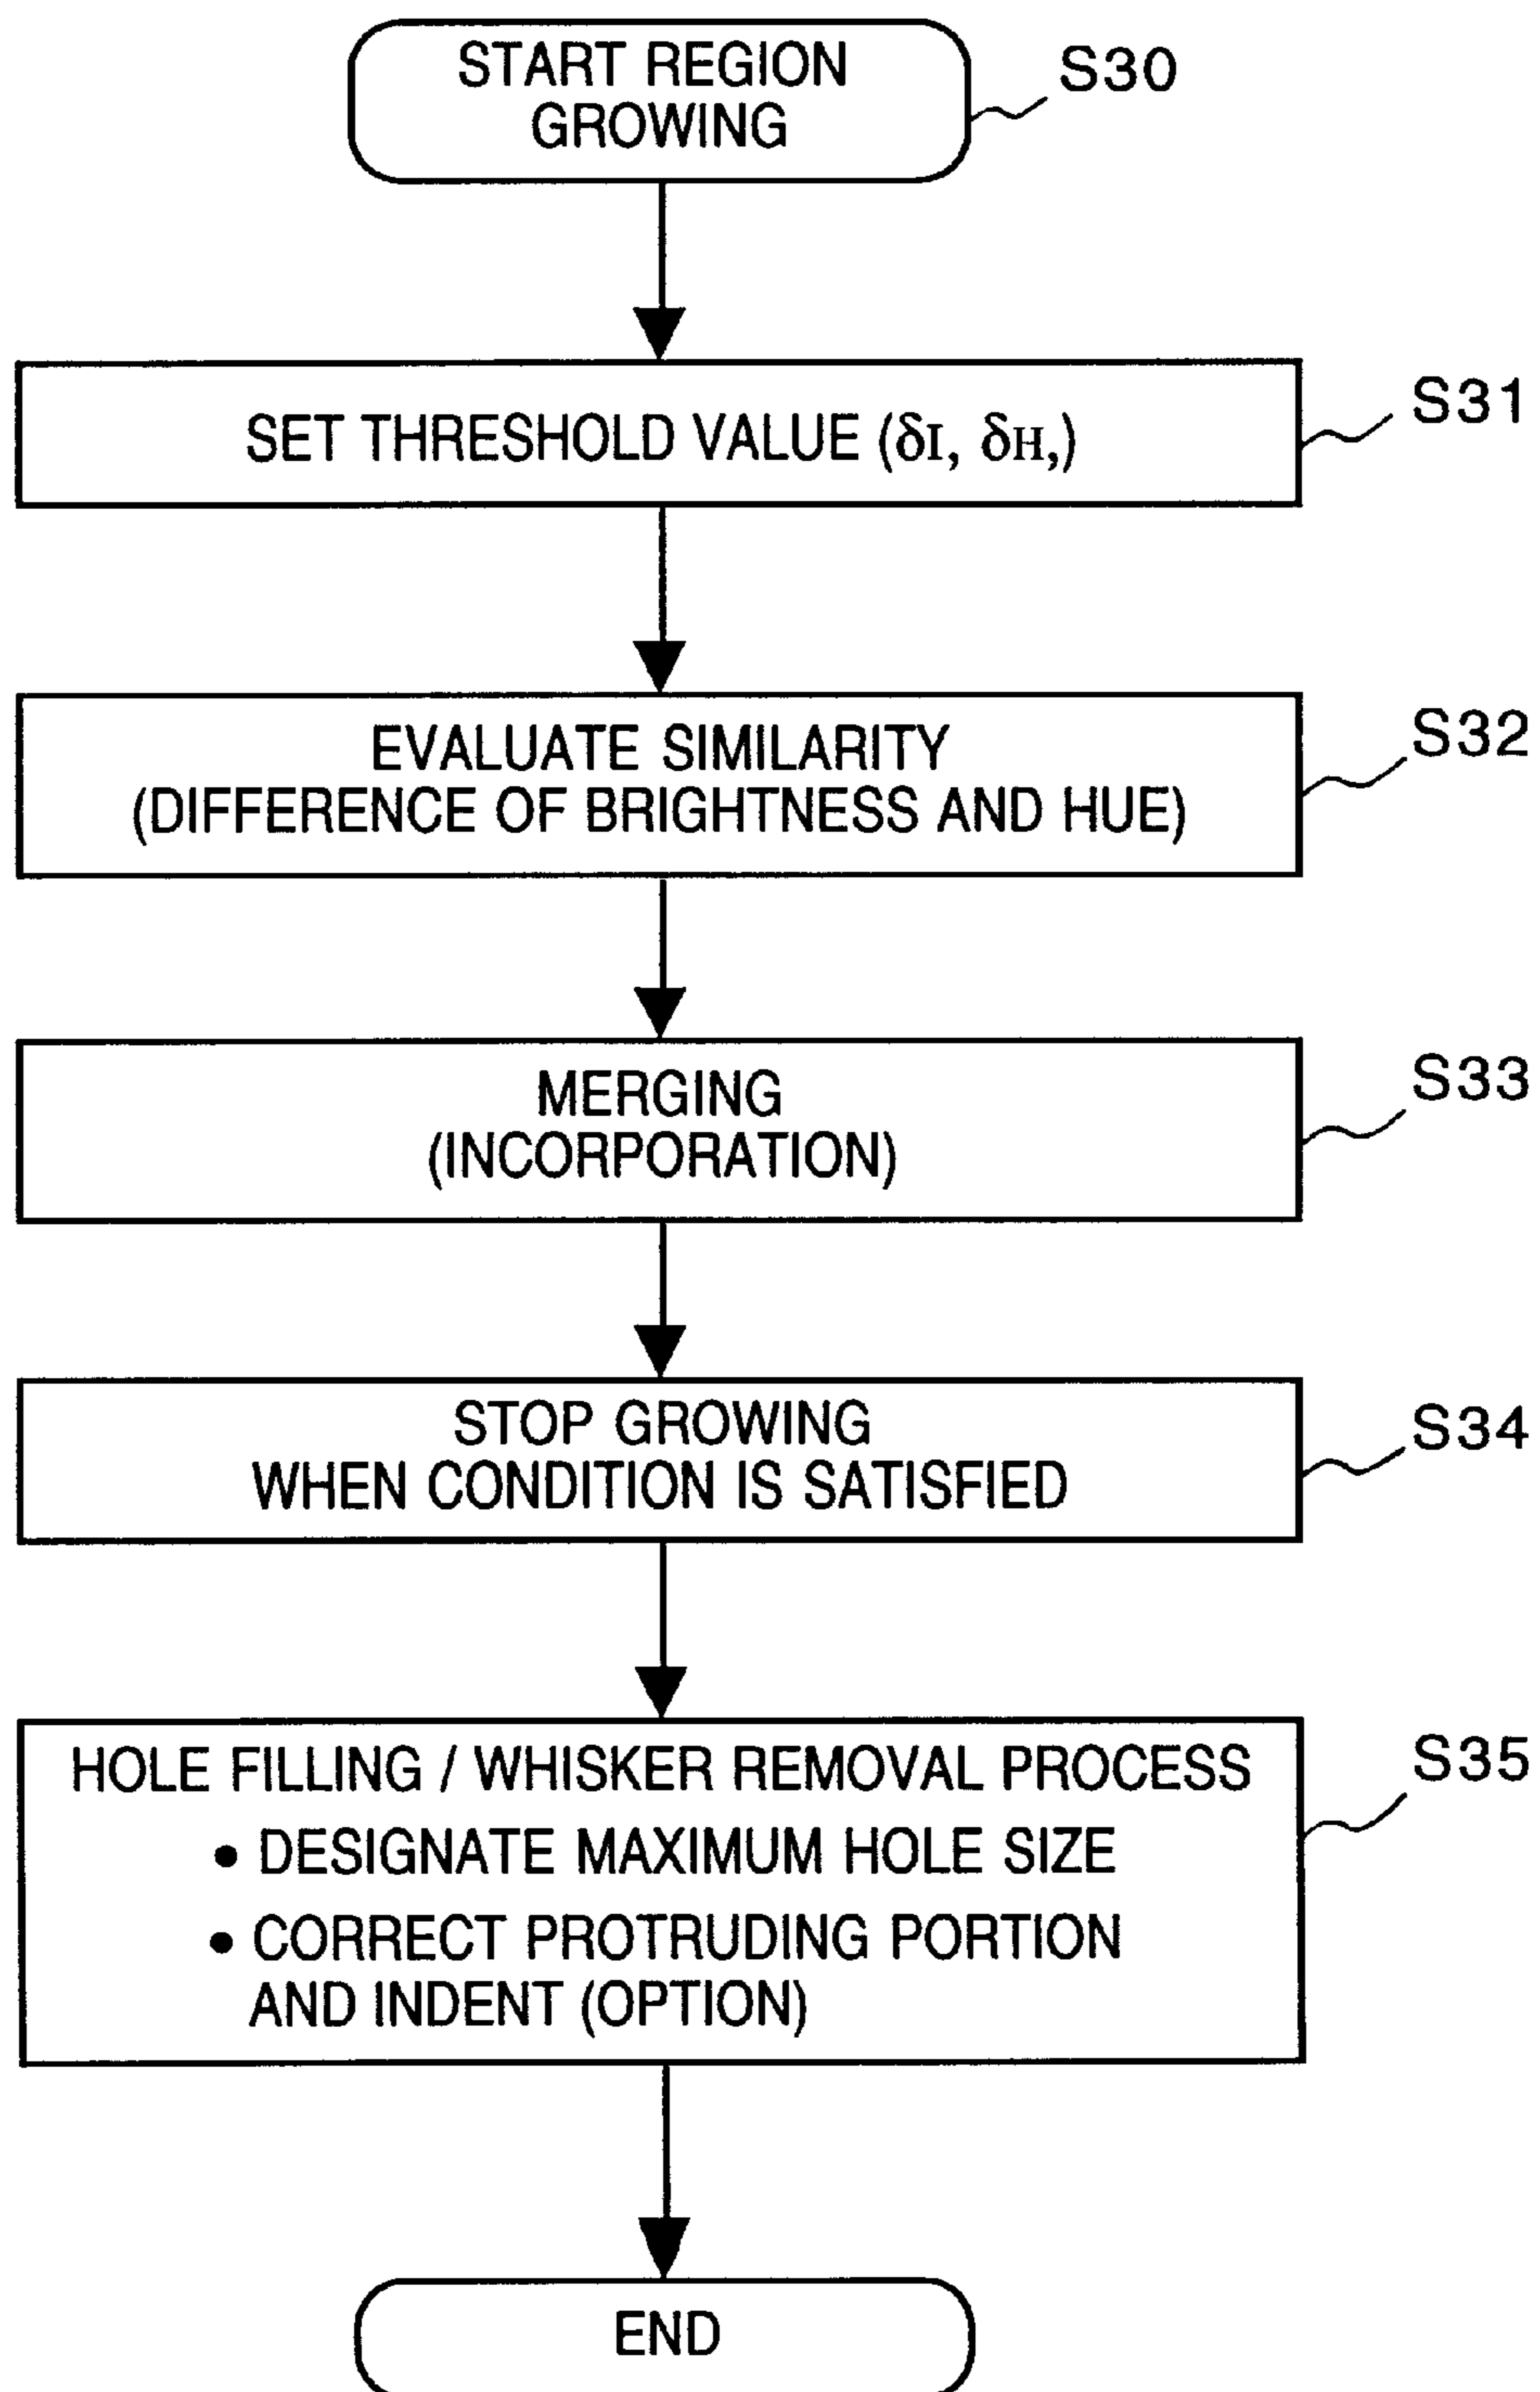 START REGION
GROWING
S30
SET THRESHOLD VALUE (δI, δH,)
S31
EVALUATE SIMILARITY
(DIFFERENCE OF BRIGHTNESS AND HUE)
S32
MERGING
(INCORPORATION)
S33
STOP GROWING
WHEN CONDITION IS SATISFIED
S34
HOLE FILLING / WHISKER REMOVAL PROCESS
• DESIGNATE MAXIMUM HOLE SIZE
• CORRECT PROTRUDING PORTION
AND INDENT (OPTION)
S35
END